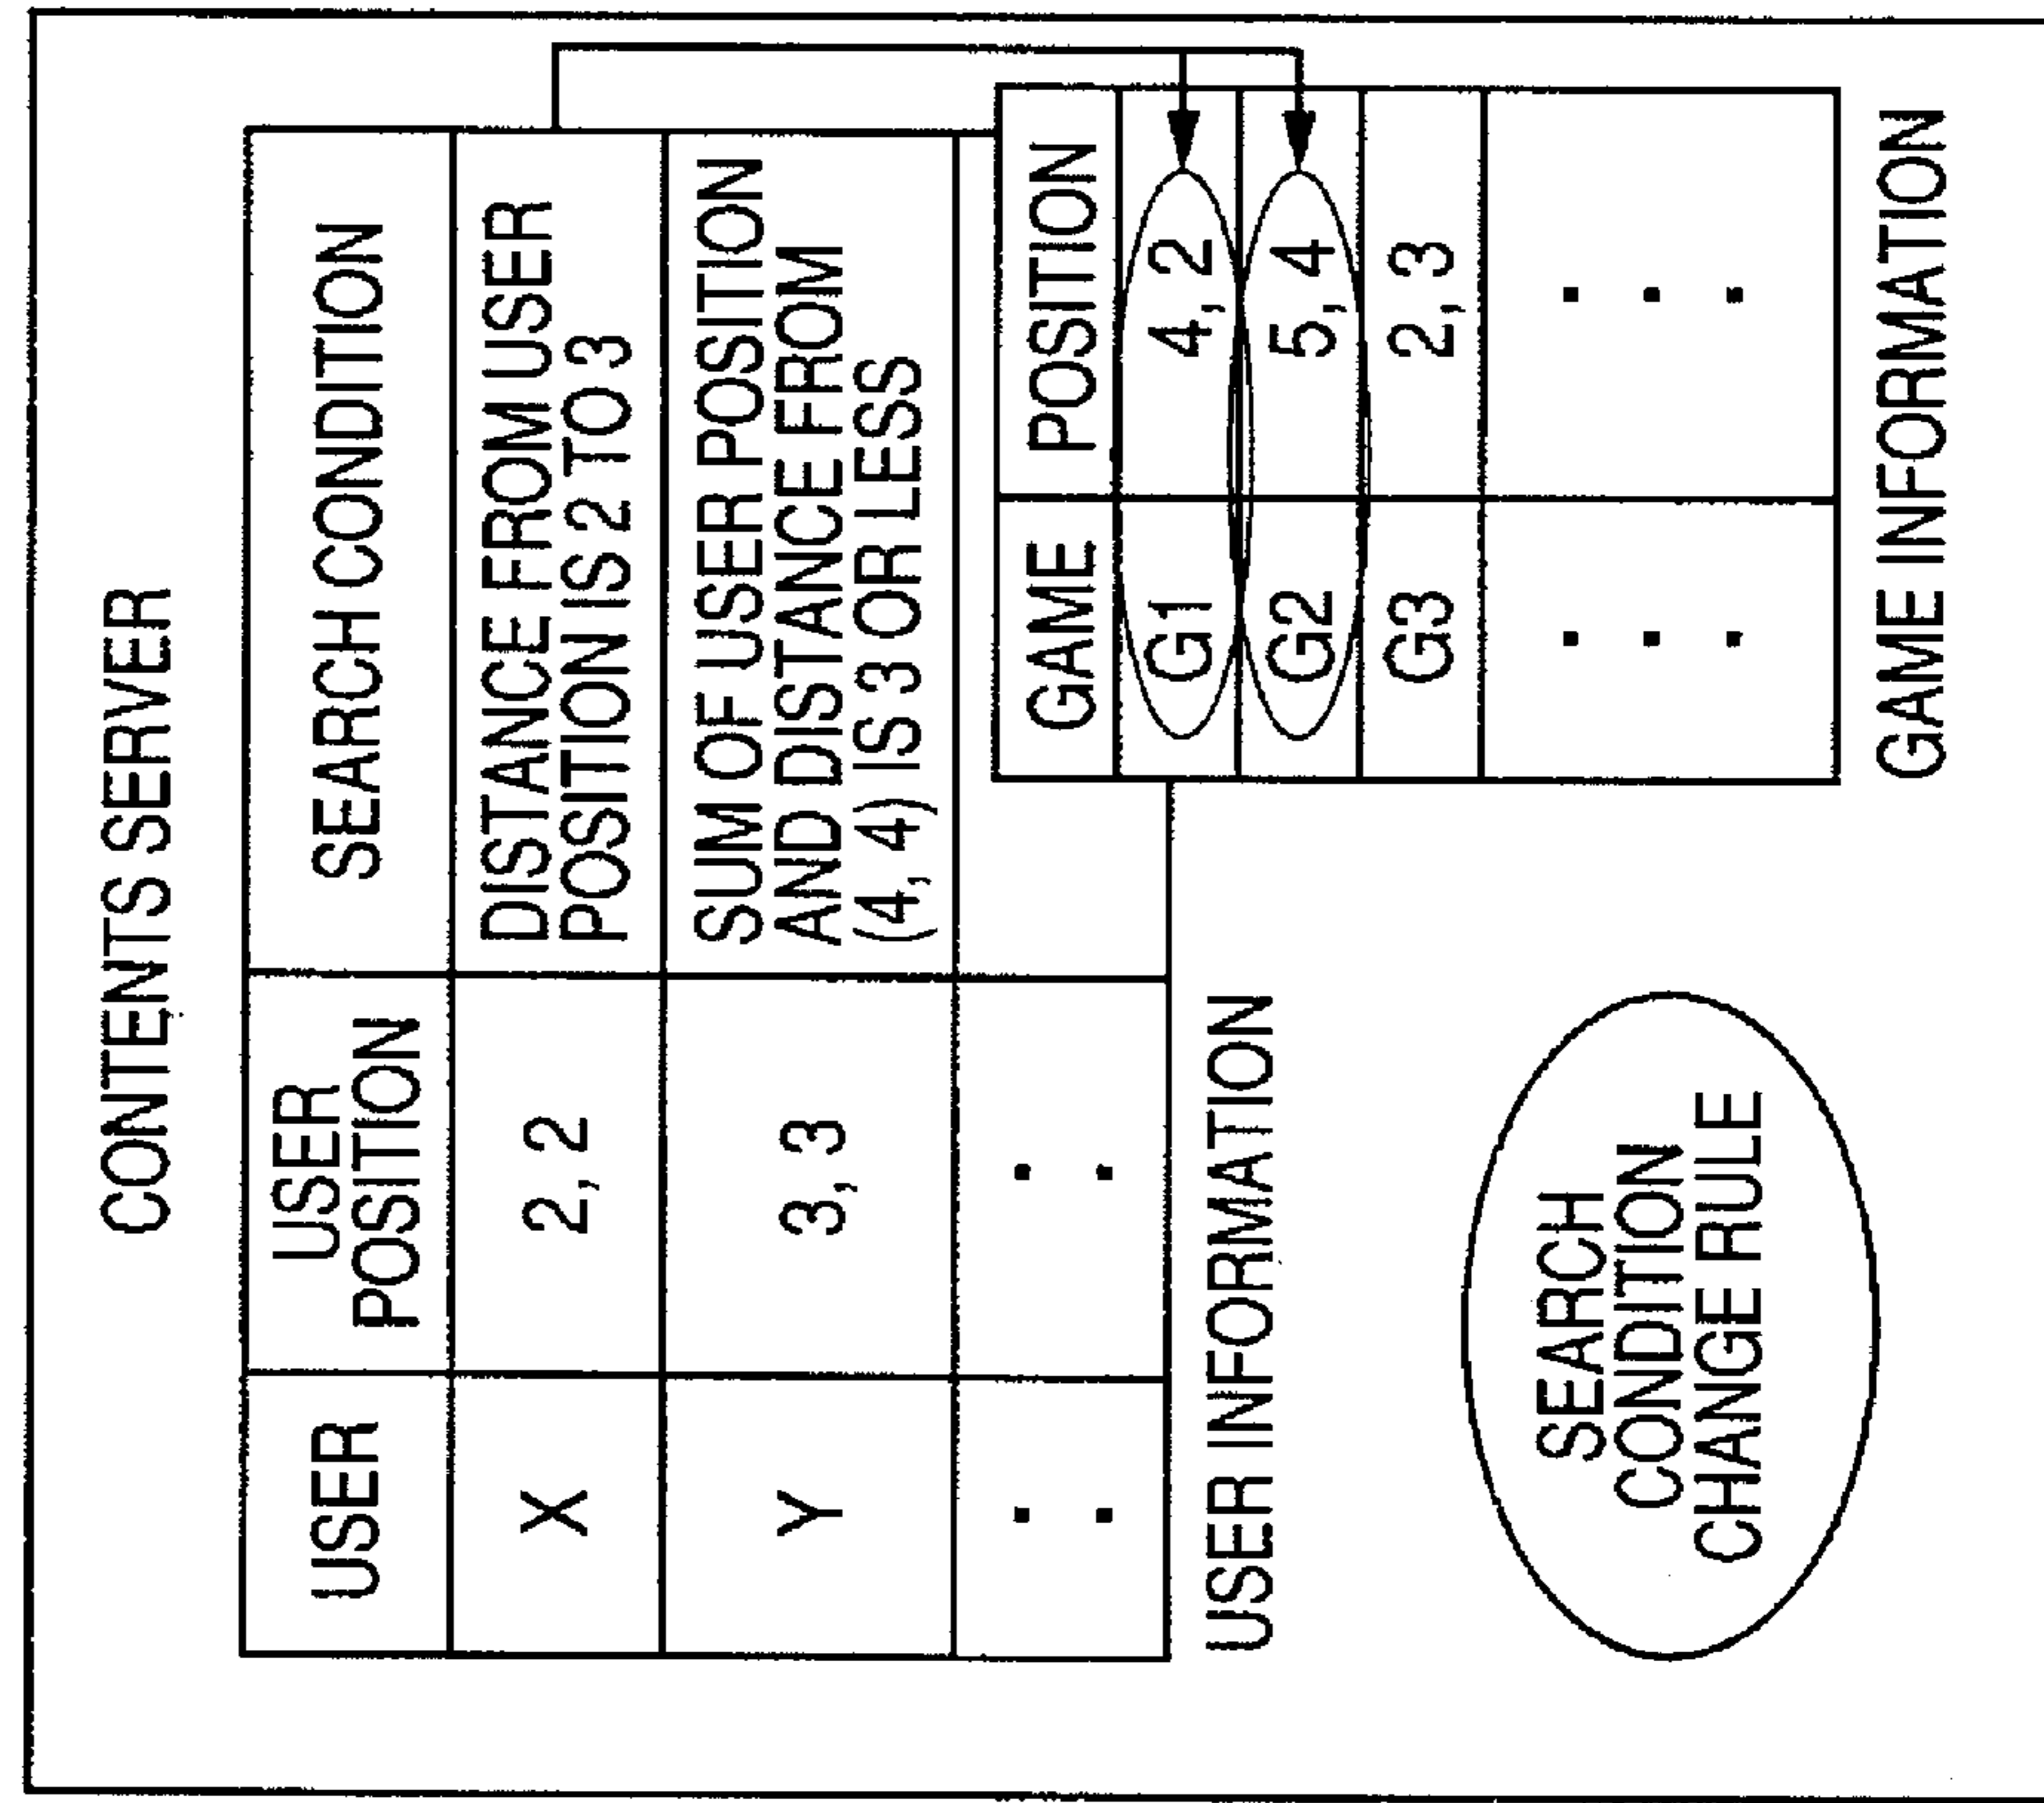 CONTENTS SERVER
USER
USER
POSITION
SEARCH CONDITION
X
2, 2
DISTANCE FROM USER
POSITION IS 2 TO 3
Y
3, 3
SUM OF USER POSITION
AND DISTANCE FROM
(4, 4) IS 3 OR LESS
USER INFORMATION
GAME
POSITION
G1
4, 2
G2
5, 4
G3
2, 3
GAME INFORMATION
SEARCH
CONDITION
CHANGE RULE